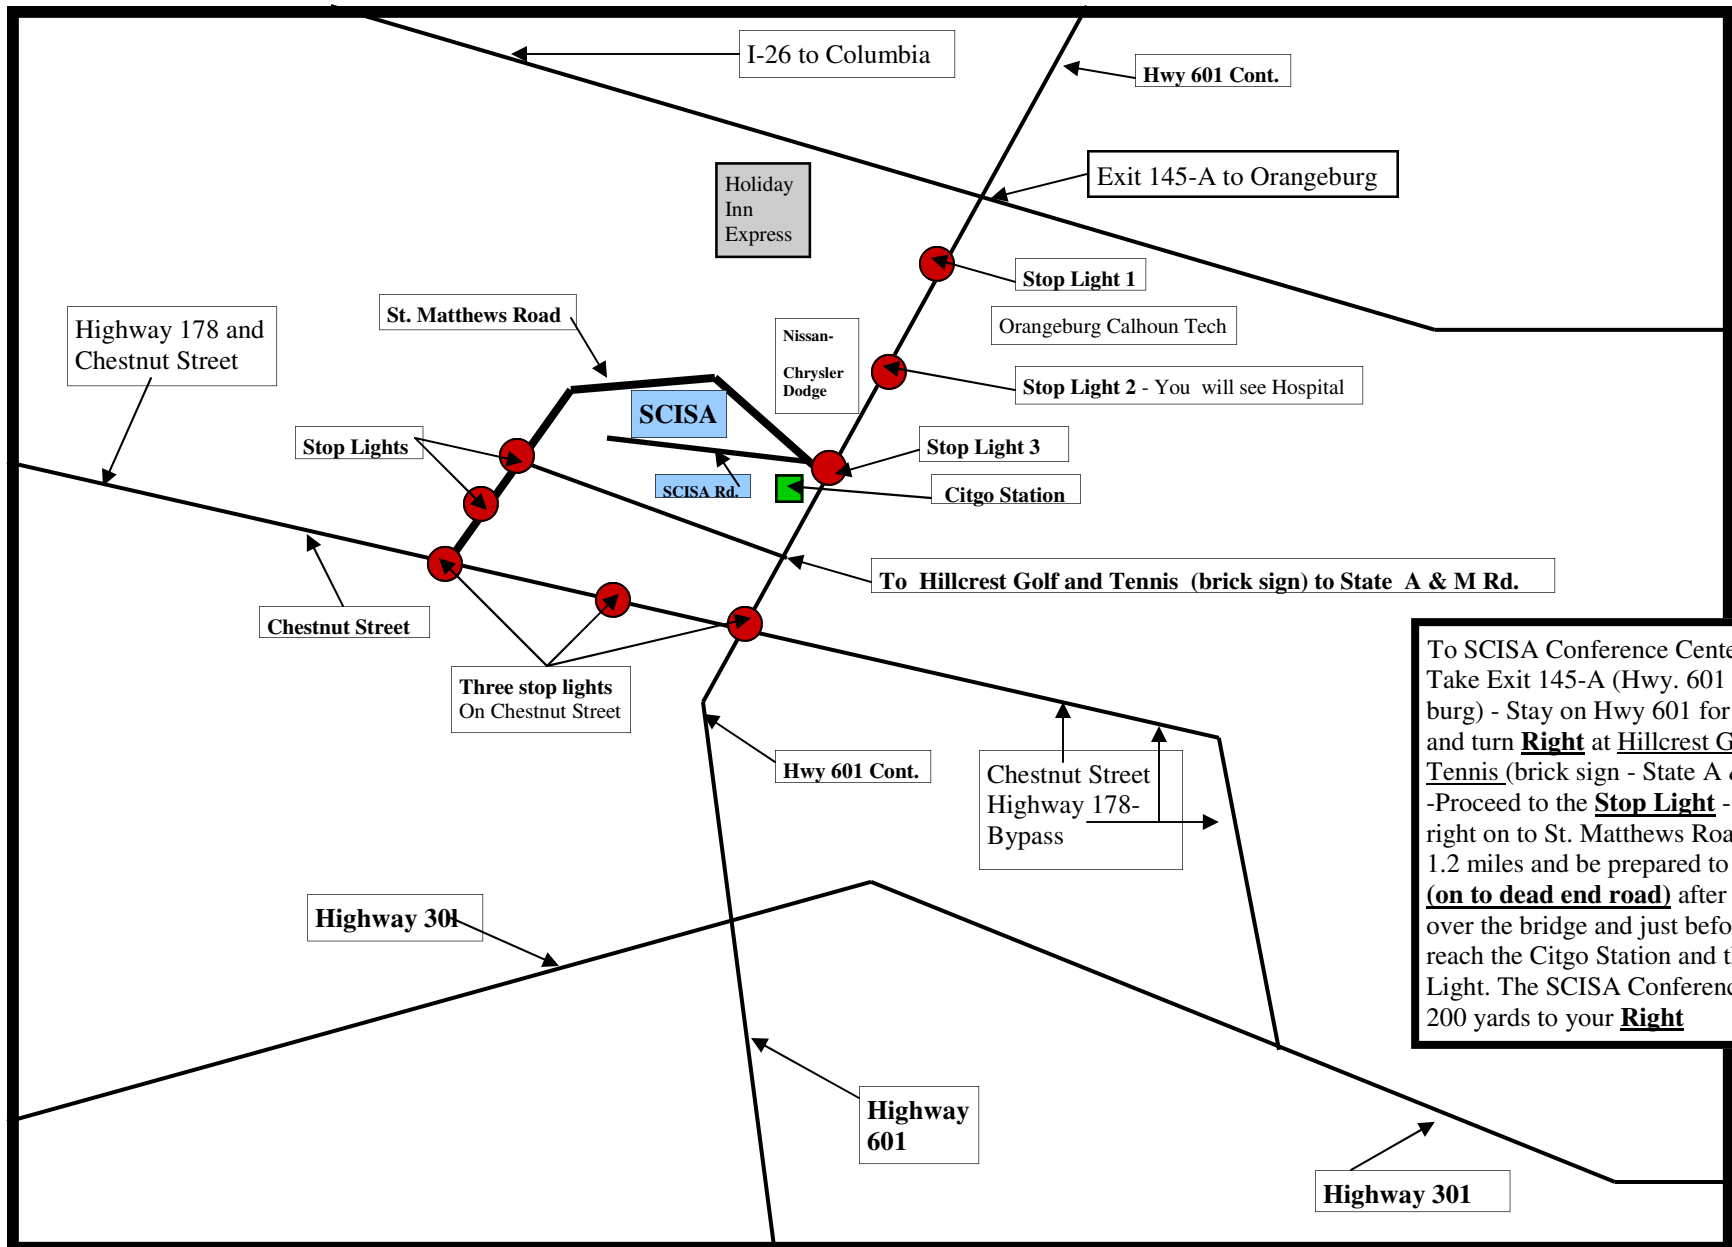 I-26 to Columbia
Hwy 601 Cont.
Exit 145-A to Orangeburg
Holiday
Inn
Express
Stop Light 1
St. Matthews Road
Highway 178 and
Chestnut Street
Orangeburg Calhoun Tech
Nissan-
Chrysler
Dodge
Stop Light 2 - You will see Hospital
SCISA
Stop Lights
Stop Light 3
SCISA Rd.
Citgo Station
To Hillcrest Golf and Tennis (brick sign) to State A & M Rd.
Chestnut Street
Three stop lights
On Chestnut Street
Hwy 601 Cont.
Chestnut Street
Highway 178-
Bypass
To SCISA Conference Cente
Take Exit 145-A (Hwy. 601
burg) - Stay on Hwy 601 for
and turn Right at Hillcrest G
Tennis (brick sign - State A &
-Proceed to the Stop Light -
right on to St. Matthews Roa
1.2 miles and be prepared to
(on to dead end road) after
over the bridge and just befo
reach the Citgo Station and t
Light. The SCISA Conferenc
200 yards to your Right
Highway 30l
Highway
601
Highway 301